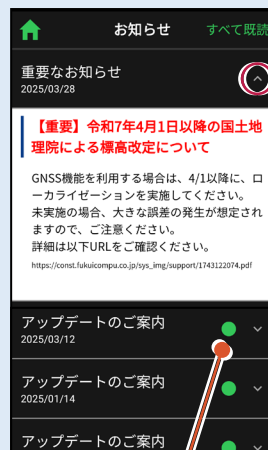 お知らせ すべて既読
重要なお知らせ
2025/03/28
【重要】令和7年4月1日以降の国土地
理院による標高改定について
GNSS機能を利用する場合は、4/1以降に、ロ
ーカライゼーションを実施してください。
未実施の場合、大きな誤差の発生が想定され
ますので、ご注意ください。
詳細は以下URLをご確認ください。
https://const.fukuicompu.co.jp/sys_img/support/1743122074.pdf
アップデートのご案内
2025/03/12
アップデートのご案内
2025/01/14
アップデートのご案内